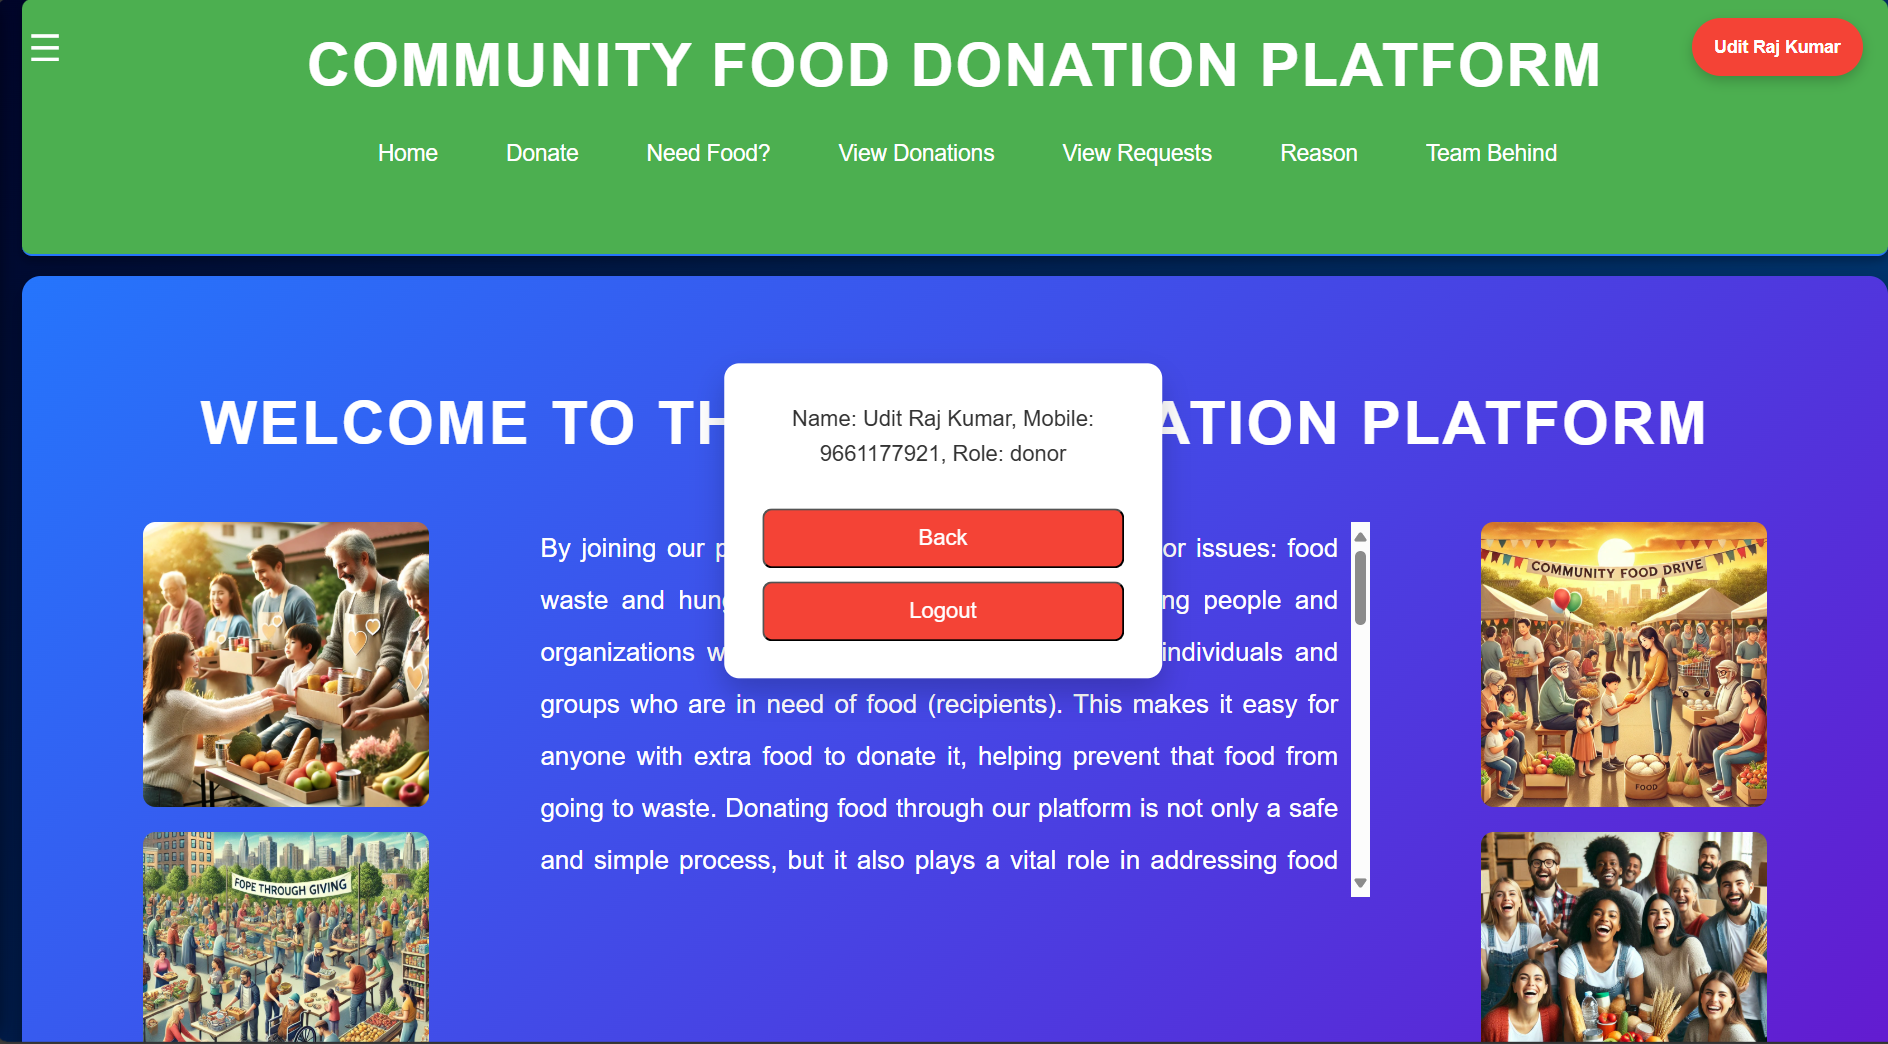 COMMUNITY FOOD DONATION PLATFORM
Udit Raj Kumar
Home Donate Need Food? View Donations View Requests Reason Team Behind
WELCOME TO TH ATION PLATFORM
Name: Udit Raj Kumar, Mobile:
9661177921, Role: donor
Back
Logout
By joining our p or issues: food
waste and hung ng people and
organizations w individuals and
groups who are in need of food (recipients). This makes it easy for
anyone with extra food to donate it, helping prevent that food from
going to waste. Donating food through our platform is not only a safe
and simple process, but it also plays a vital role in addressing food
FOPE THROUGH GIVING
COMMUNITY FOOD DRIVE
FOOD